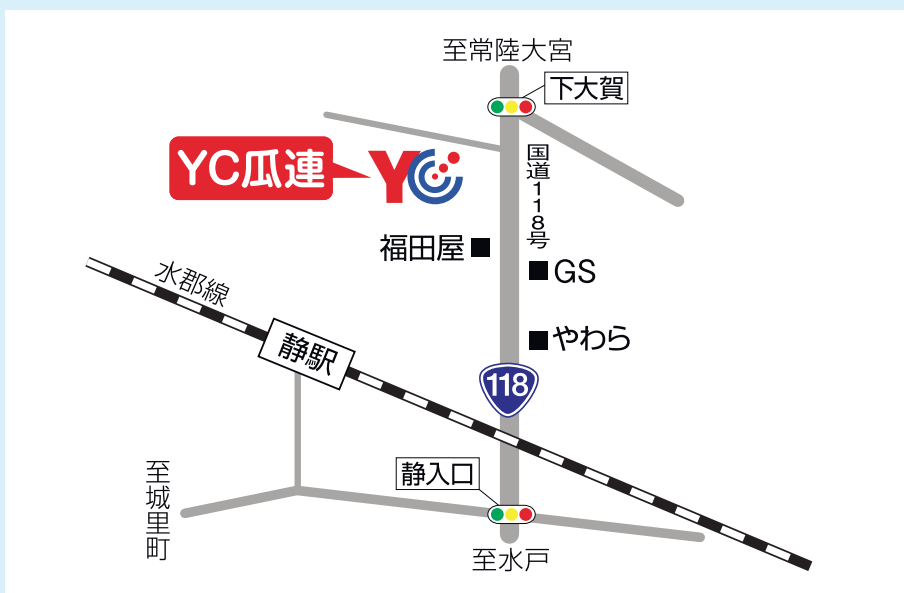 至常陸大宮
下大賀
国道118号
YC瓜連
YC
福田屋
GS
水郡線
やわら
静駅
118
静入口
至城里町
至水戸